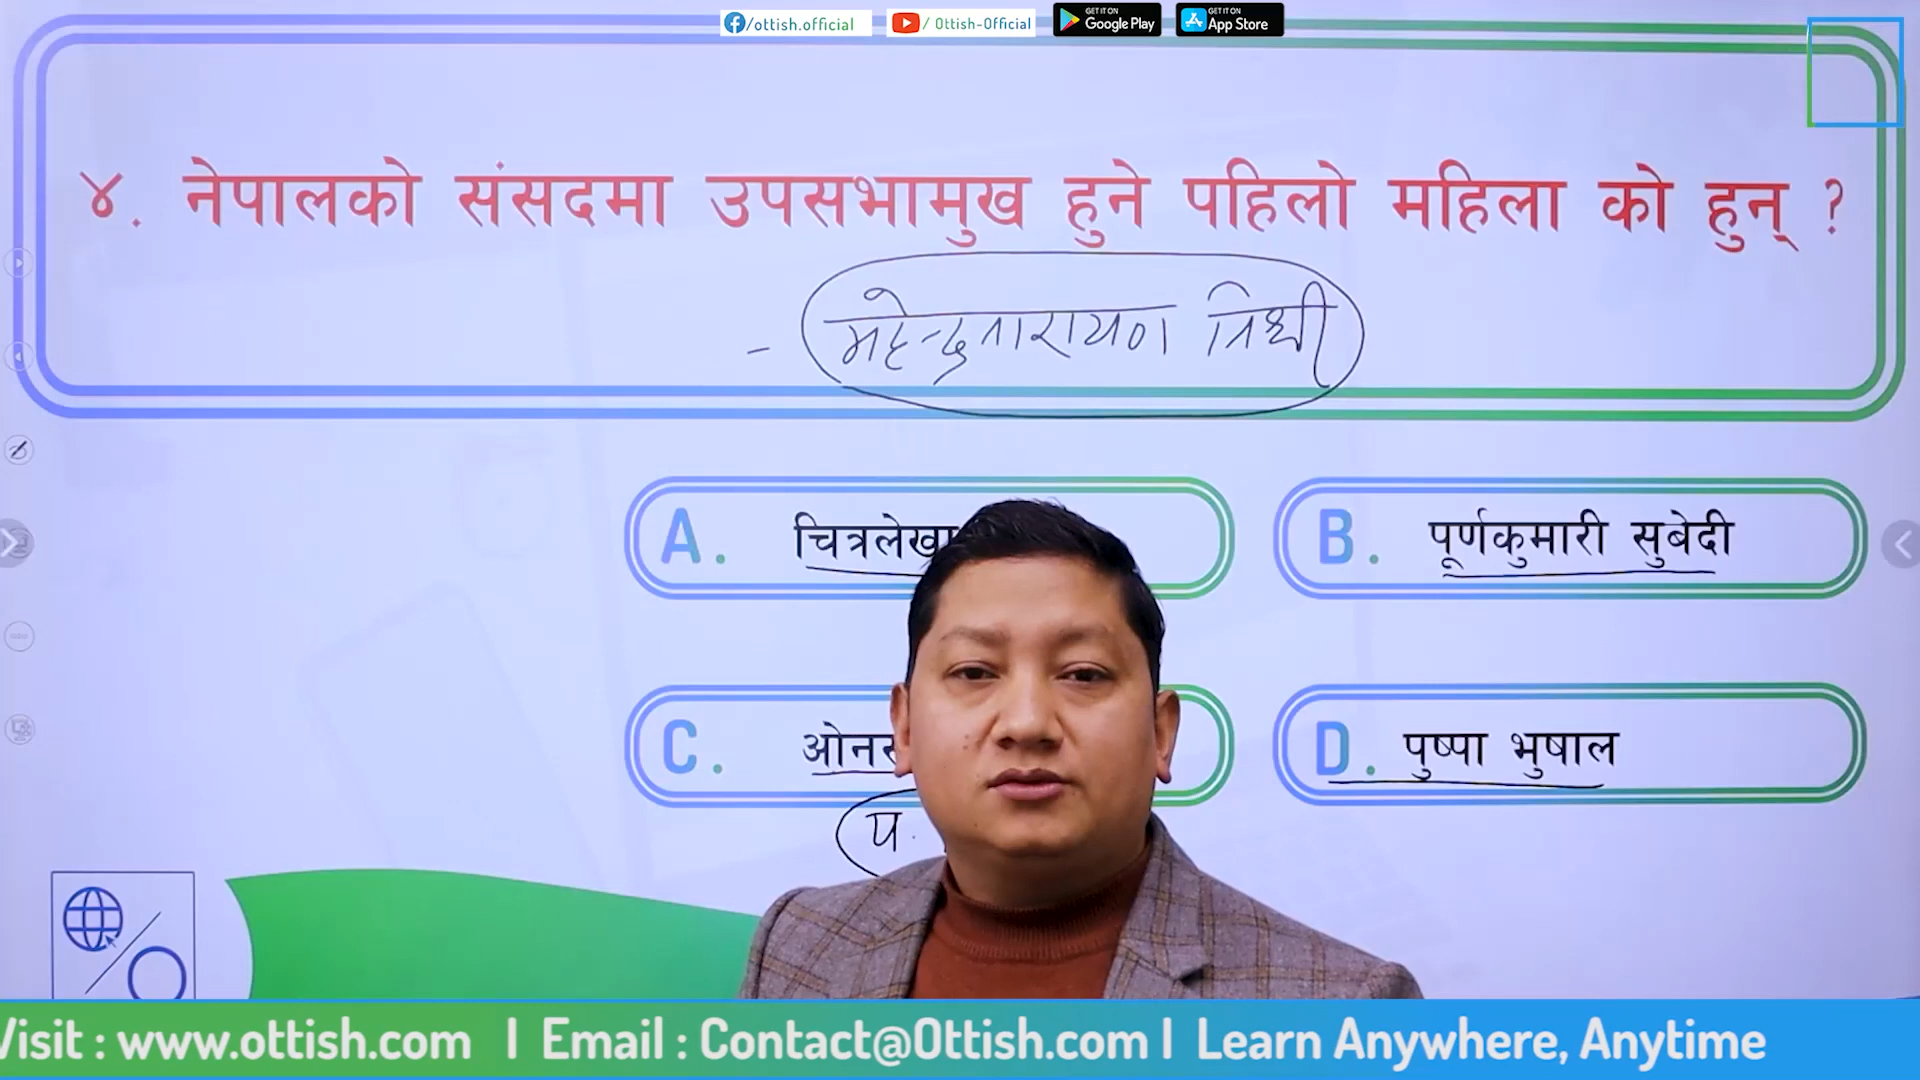 /ottish.official
/ Ottish-Official
GET IT ON
Google Play
GET IT ON
App Store
४. नेपालको संसदमा उपसभामुख हुने पहिलो महिला को हुन् ?
- महेन्द्रनारायण निधी
A. चित्रलेखा
B. पूर्णकुमारी सुबेदी
C.
D. पुष्पा भुषाल
प.
Visit : www.ottish.com | Email : Contact@Ottish.com | Learn Anywhere, Anytime